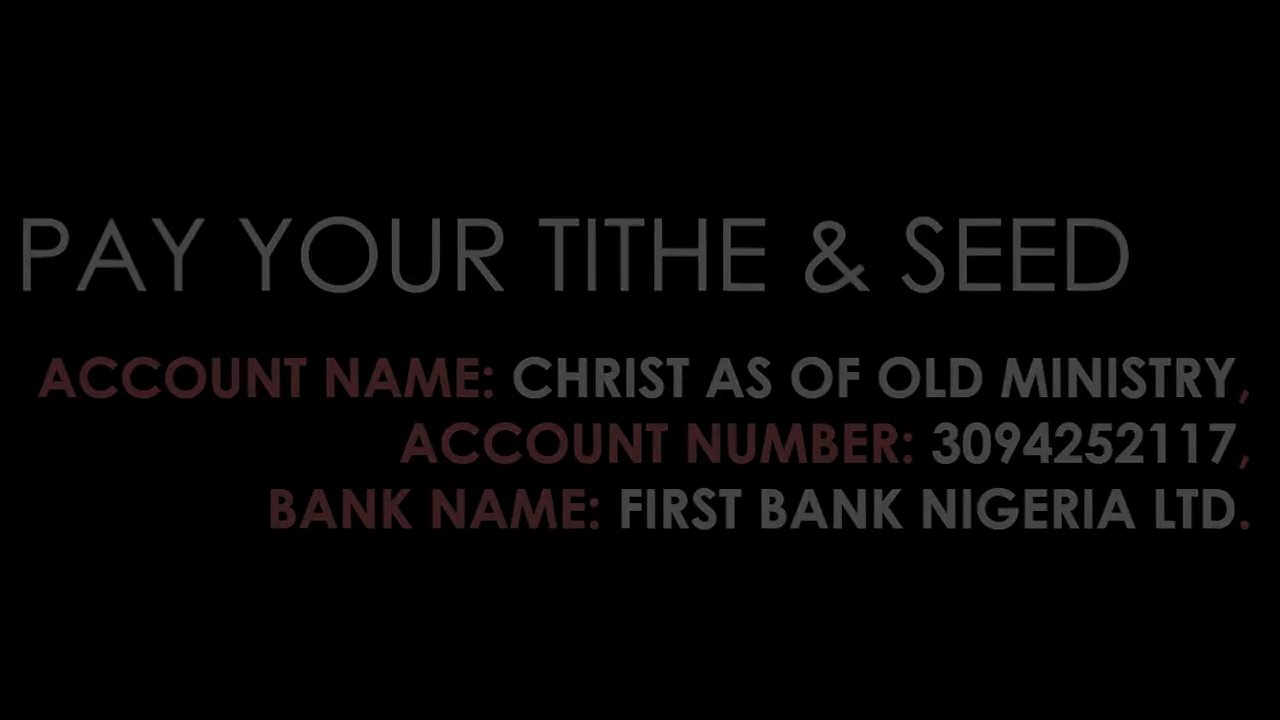 PAY YOUR TITHE & SEED
ACCOUNT NAME: CHRIST AS OF OLD MINISTRY,
ACCOUNT NUMBER: 3094252117,
BANK NAME: FIRST BANK NIGERIA LTD.